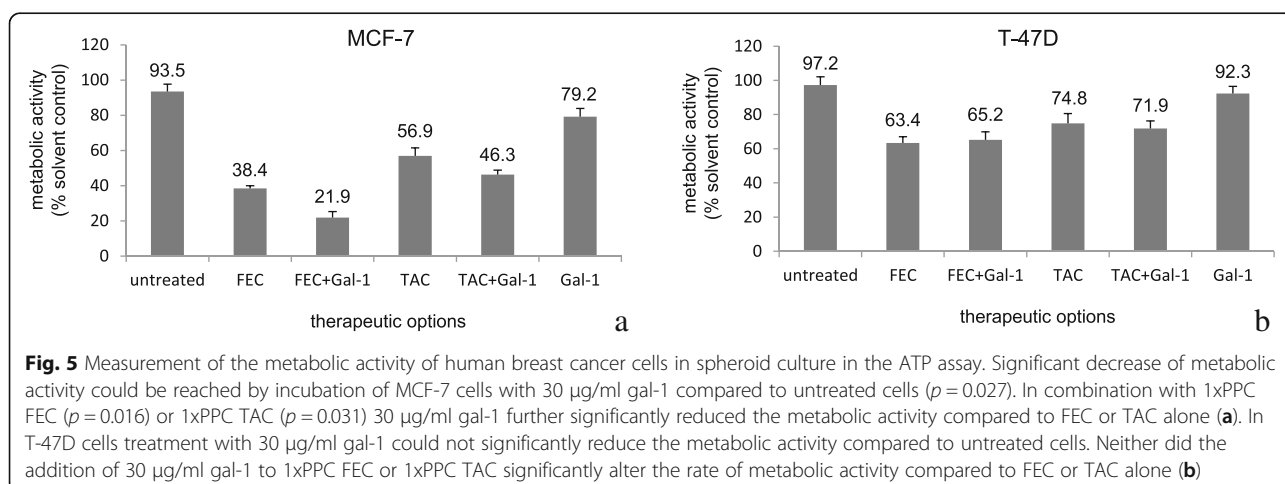 MCF-7
120
100
80
60
40
20
0
metabolic activity
(% solvent control)
93.5
38.4
21.9
56.9
46.3
79.2
untreated FEC FEC+Gal-1 TAC TAC+Gal-1 Gal-1
therapeutic options
a
T-47D
120
100
80
60
40
20
0
metabolic activity
(% solvent control)
97.2
63.4
65.2
74.8
71.9
92.3
untreated FEC FEC+Gal-1 TAC TAC+Gal-1 Gal-1
therapeutic options
b
Fig. 5 Measurement of the metabolic activity of human breast cancer cells in spheroid culture in the ATP assay. Significant decrease of metabolic
activity could be reached by incubation of MCF-7 cells with 30 μg/ml gal-1 compared to untreated cells (p = 0.027). In combination with 1xPPC
FEC (p = 0.016) or 1xPPC TAC (p = 0.031) 30 μg/ml gal-1 further significantly reduced the metabolic activity compared to FEC or TAC alone (a). In
T-47D cells treatment with 30 μg/ml gal-1 could not significantly reduce the metabolic activity compared to untreated cells. Neither did the
addition of 30 μg/ml gal-1 to 1xPPC FEC or 1xPPC TAC significantly alter the rate of metabolic activity compared to FEC or TAC alone (b)